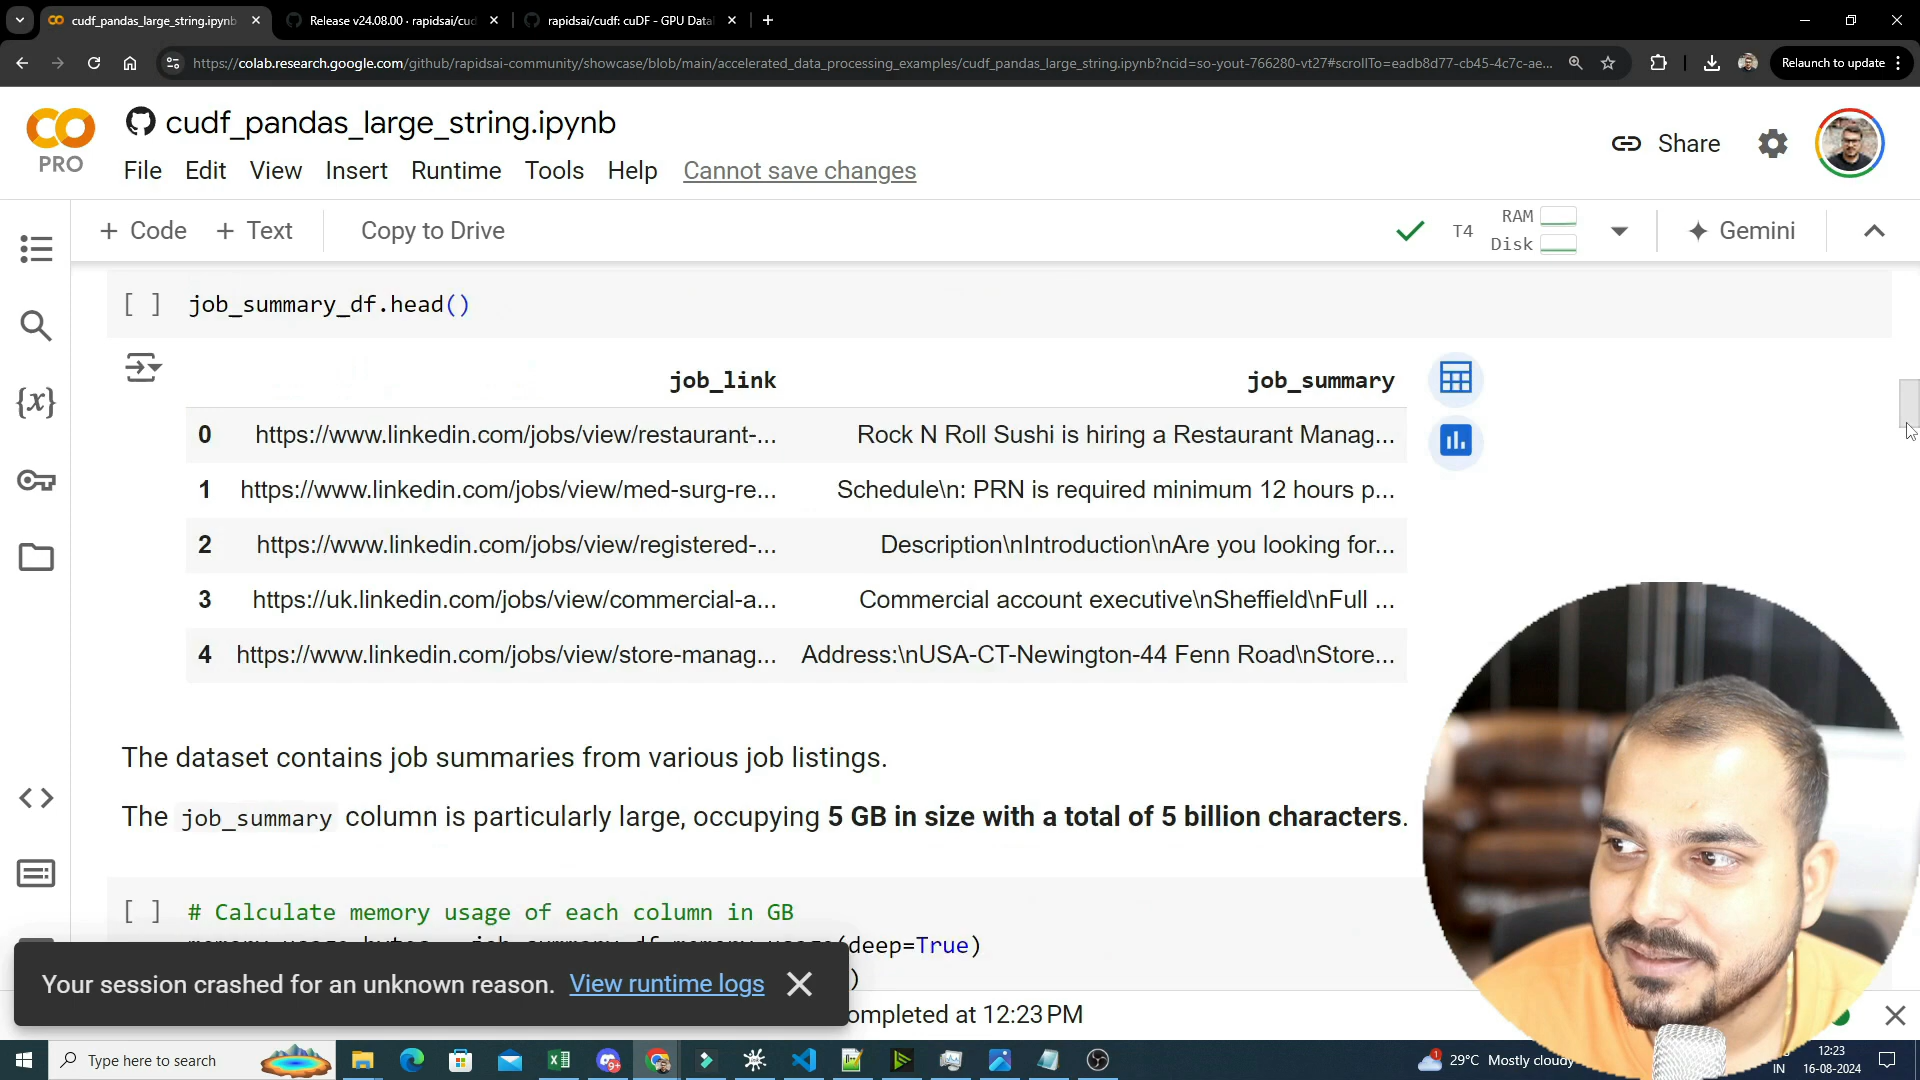 cudf_pandas_large_string.ipynb
Release v24.08.00 · rapidsai/cud
rapidsai/cudf: cuDF - GPU Data
https://colab.research.google.com/github/rapidsai-community/showcase/blob/main/accelerated_data_processing_examples/cudf_pandas_large_string.ipynb?ncid=so-yout-766280-vt27#scrollTo=eadb8d77-cb45-4c7c-ae...
Relaunch to update
PRO
cudf_pandas_large_string.ipynb
File Edit View Insert Runtime Tools Help Cannot save changes
Share
+ Code + Text Copy to Drive
T4 RAM Disk
Gemini
[ ] job_summary_df.head()
job_link job_summary
0 https://www.linkedin.com/jobs/view/restaurant-... Rock N Roll Sushi is hiring a Restaurant Manag...
1 https://www.linkedin.com/jobs/view/med-surg-re... Schedule\n: PRN is required minimum 12 hours p...
2 https://www.linkedin.com/jobs/view/registered-... Description\nIntroduction\nAre you looking for...
3 https://uk.linkedin.com/jobs/view/commercial-a... Commercial account executive\nSheffield\nFull ...
4 https://www.linkedin.com/jobs/view/store-manag... Address:\nUSA-CT-Newington-44 Fenn Road\nStore...
The dataset contains job summaries from various job listings.
The job_summary column is particularly large, occupying 5 GB in size with a total of 5 billion characters.
[ ] # Calculate memory usage of each column in GB
(deep=True)
)
Your session crashed for an unknown reason. View runtime logs
ompleted at 12:23 PM
Type here to search
29°C Mostly cloudy
12:23
IN 16-08-2024